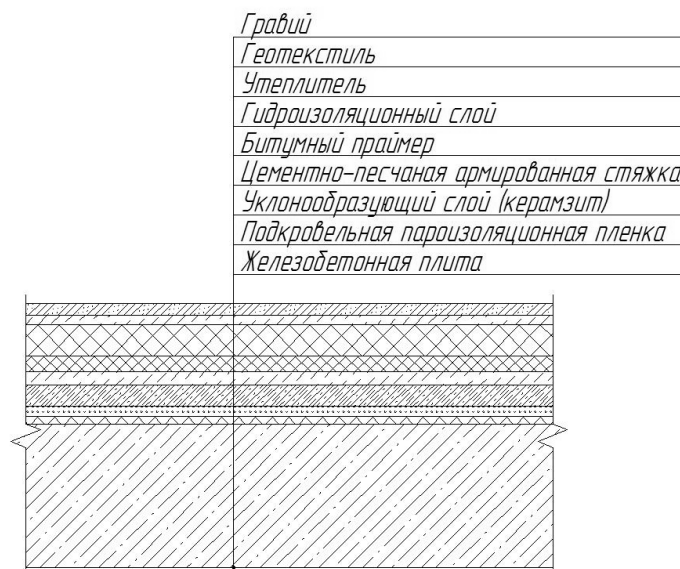 Гравий
Геотекстиль
Утеплитель
Гидроизоляционный слой
Битумный праймер
Цементно-песчаная армированная стяжка
Уклонообразующий слой (керамзит)
Подкровельная пароизоляционная пленка
Железобетонная плита